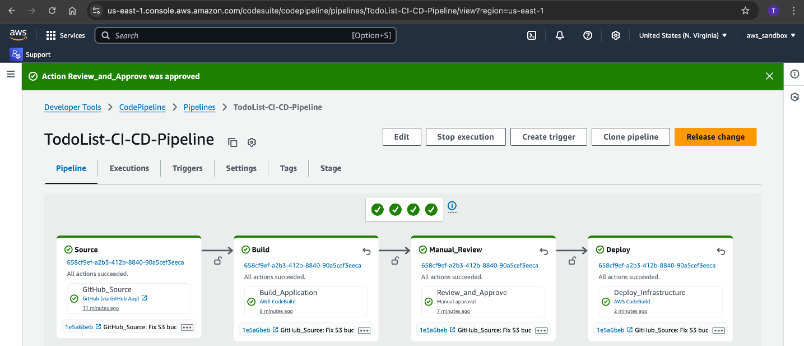 us-east-1.console.aws.amazon.com/codesuite/codepipeline/pipelines/TodoList-CI-CD-Pipeline/view?region=us-east-1
T
aws Services Search [Option+S] United States (N. Virginia) aws_sandbox
Support
Action Review_and_Approve was approved
Developer Tools > CodePipeline > Pipelines > TodoList-CI-CD-Pipeline
TodoList-CI-CD-Pipeline
Edit Stop execution Create trigger Clone pipeline Release change
Pipeline Executions Triggers Settings Tags Stage
Source
658cf9ef-a2b3-412b-8840-90a5cef3eeca
All actions succeeded.
GitHub_Source
GitHub (via GitHub App)
11 minutes ago
1e5a6beb GitHub_Source: Fix S3 buc
Build
658cf9ef-a2b3-412b-8840-90a5cef3eeca
All actions succeeded.
Build_Application
AWS CodeBuild
8 minutes ago
1e5a6beb GitHub_Source: Fix S3 buc
Manual_Review
658cf9ef-a2b3-412b-8840-90a5cef3eeca
All actions succeeded.
Review_and_Approve
Manual approval
7 minutes ago
1e5a6beb GitHub_Source: Fix S3 buc
Deploy
658cf9ef-a2b3-412b-8840-90a5cef3eeca
All actions succeeded.
Deploy_Infrastructure
AWS CodeBuild
2 minutes ago
1e5a6beb GitHub_Source: Fix S3 buc